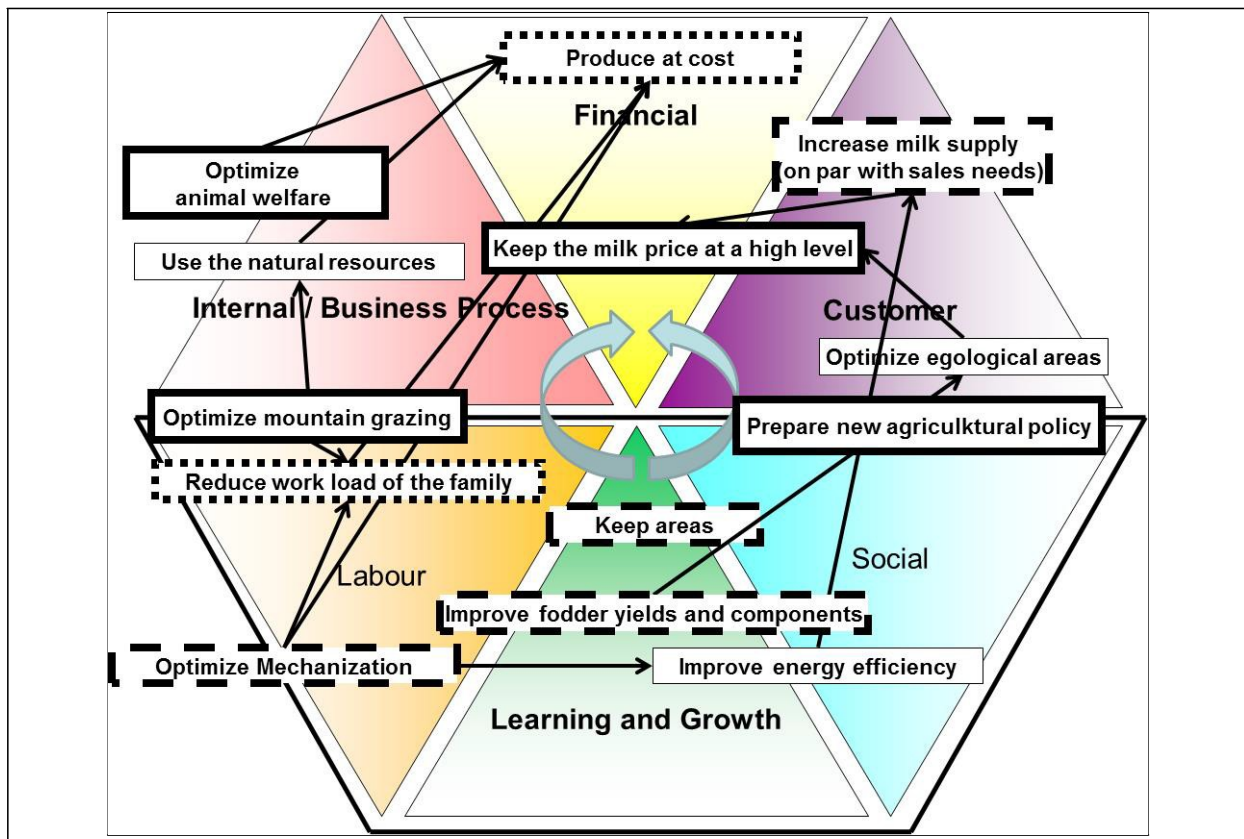 Produce at cost
Financial
Increase milk supply
(on par with sales needs)
Optimize
animal welfare
Keep the milk price at a high level
Use the natural resources
Internal / Business Process
Customer
Optimize egological areas
Optimize mountain grazing
Prepare new agriculktural policy
Reduce work load of the family
Keep areas
Labour
Social
Improve fodder yields and components
Optimize Mechanization
Improve energy efficiency
Learning and Growth